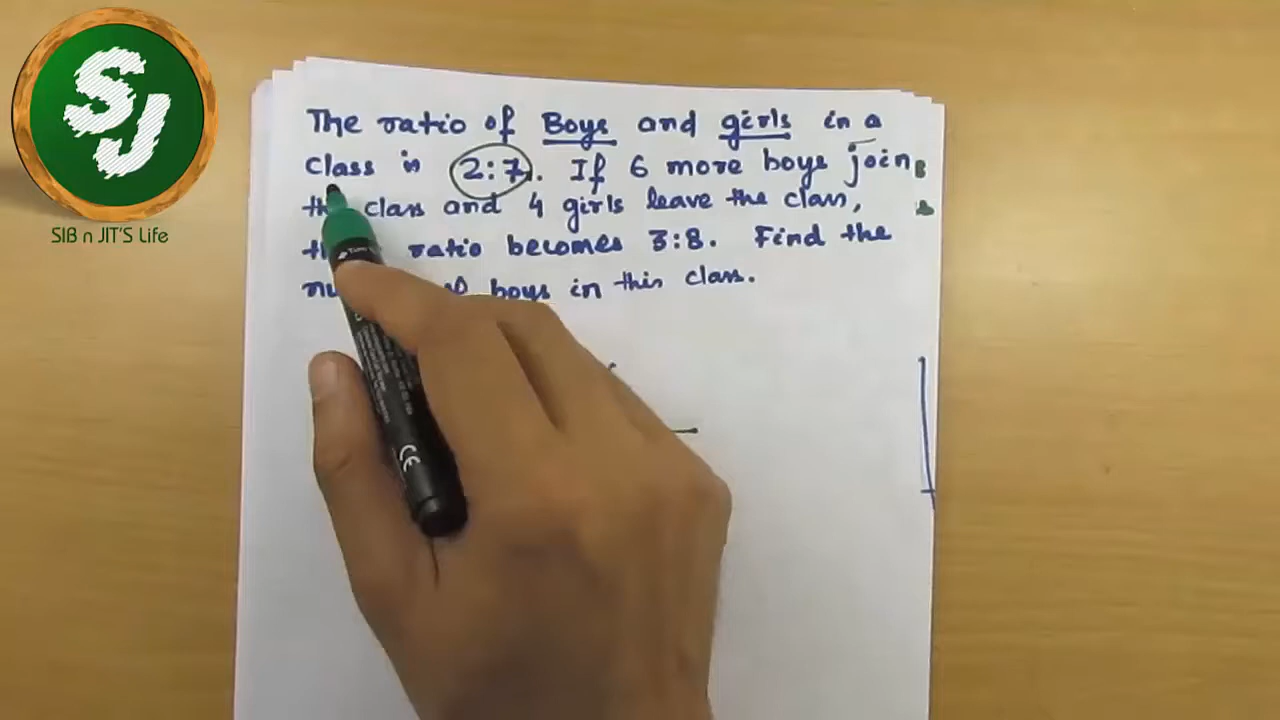 SJ
SIB n JIT'S Life
The ratio of Boys and girls in a
class is 2:7. If 6 more boys join
class and 4 girls leave the class,
ratio becomes 3:8. Find the
boys in this class.
CE